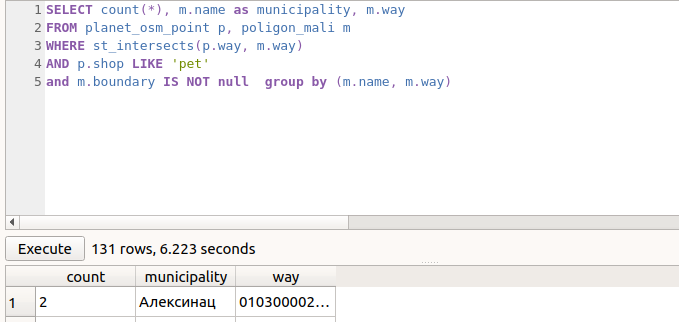 1 SELECT count(*), m.name as municipality, m.way
2 FROM planet_osm_point p, poligon_mali m
3 WHERE st_intersects(p.way, m.way)
4 AND p.shop LIKE 'pet'
5 and m.boundary IS NOT null  group by (m.name, m.way)
Execute 131 rows, 6.223 seconds
count municipality way
1 2 Алексинац 010300002...